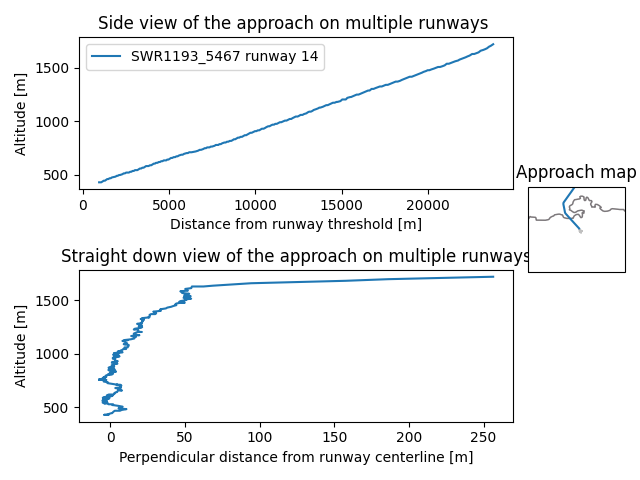 Side view of the approach on multiple runways
SWR1193_5467 runway 14
Altitude [m]
1500
1000
500
0
5000
10000
15000
20000
Distance from runway threshold [m]
Approach map
Straight down view of the approach on multiple runways
Altitude [m]
1500
1000
500
0
50
100
150
200
250
Perpendicular distance from runway centerline [m]